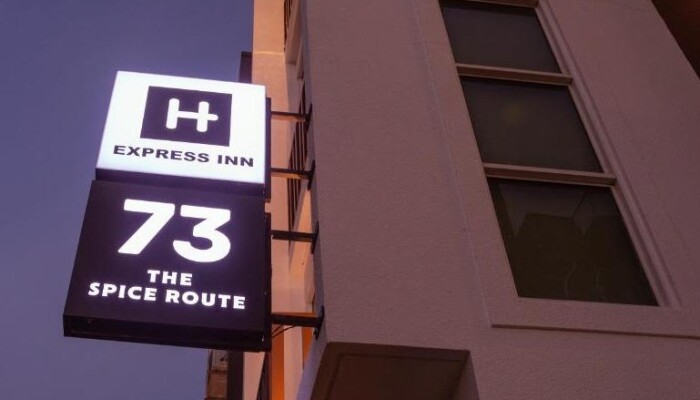 H
EXPRESS INN
73
THE
SPICE ROUTE